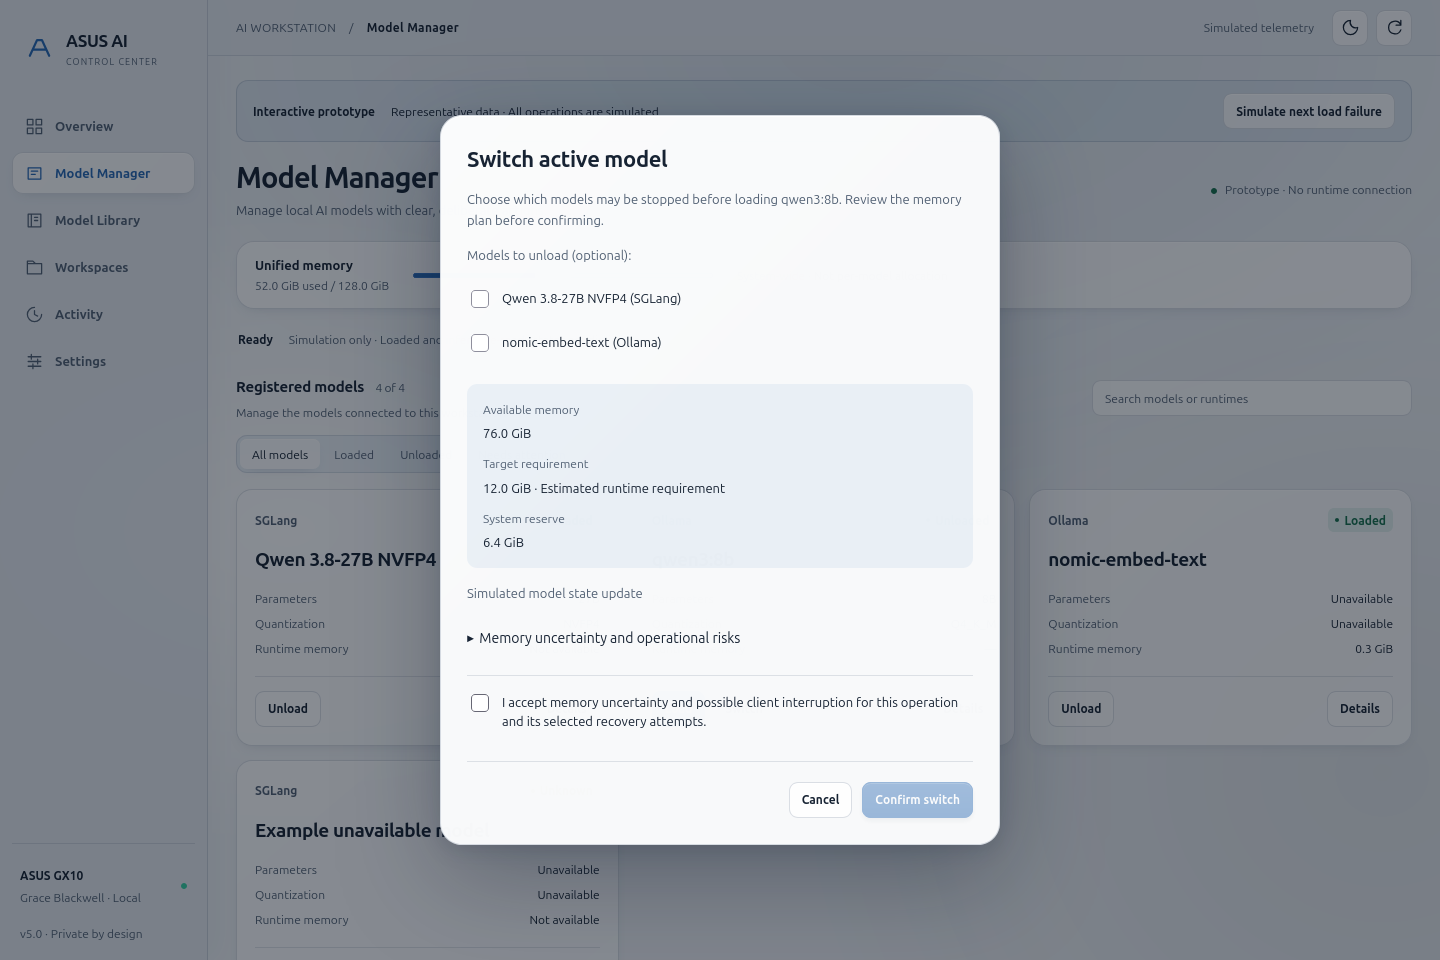 ASUS AI
CONTROL CENTER
Overview
Model Manager
Model Library
Workspaces
Activity
Settings
ASUS GX10
Grace Blackwell · Local
v5.0 · Private by design
AI WORKSTATION / Model Manager
Simulated telemetry
Interactive prototype Representative data · All operations are simulated
Simulate next load failure
Model Manager
Manage local AI models with clear,
Prototype · No runtime connection
Unified memory
52.0 GiB used / 128.0 GiB
Ready Simulation only · Loaded and
Registered models 4 of 4
Manage the models connected to this
Search models or runtimes
All models Loaded
SGLang
Qwen 3.8-27B NVFP4
Parameters
Quantization
Runtime memory
Unload
Ollama
• Loaded
nomic-embed-text
Parameters Unavailable
Quantization Unavailable
Runtime memory 0.3 GiB
Unload Details
SGLang
Example unavailable
Parameters Unavailable
Quantization Unavailable
Runtime memory Not available
Switch active model
Choose which models may be stopped before loading qwen3:8b. Review the memory
plan before confirming.
Models to unload (optional):
Qwen 3.8-27B NVFP4 (SGLang)
nomic-embed-text (Ollama)
Available memory
76.0 GiB
Target requirement
12.0 GiB · Estimated runtime requirement
System reserve
6.4 GiB
Simulated model state update
▸ Memory uncertainty and operational risks
I accept memory uncertainty and possible client interruption for this operation
and its selected recovery attempts.
Cancel Confirm switch